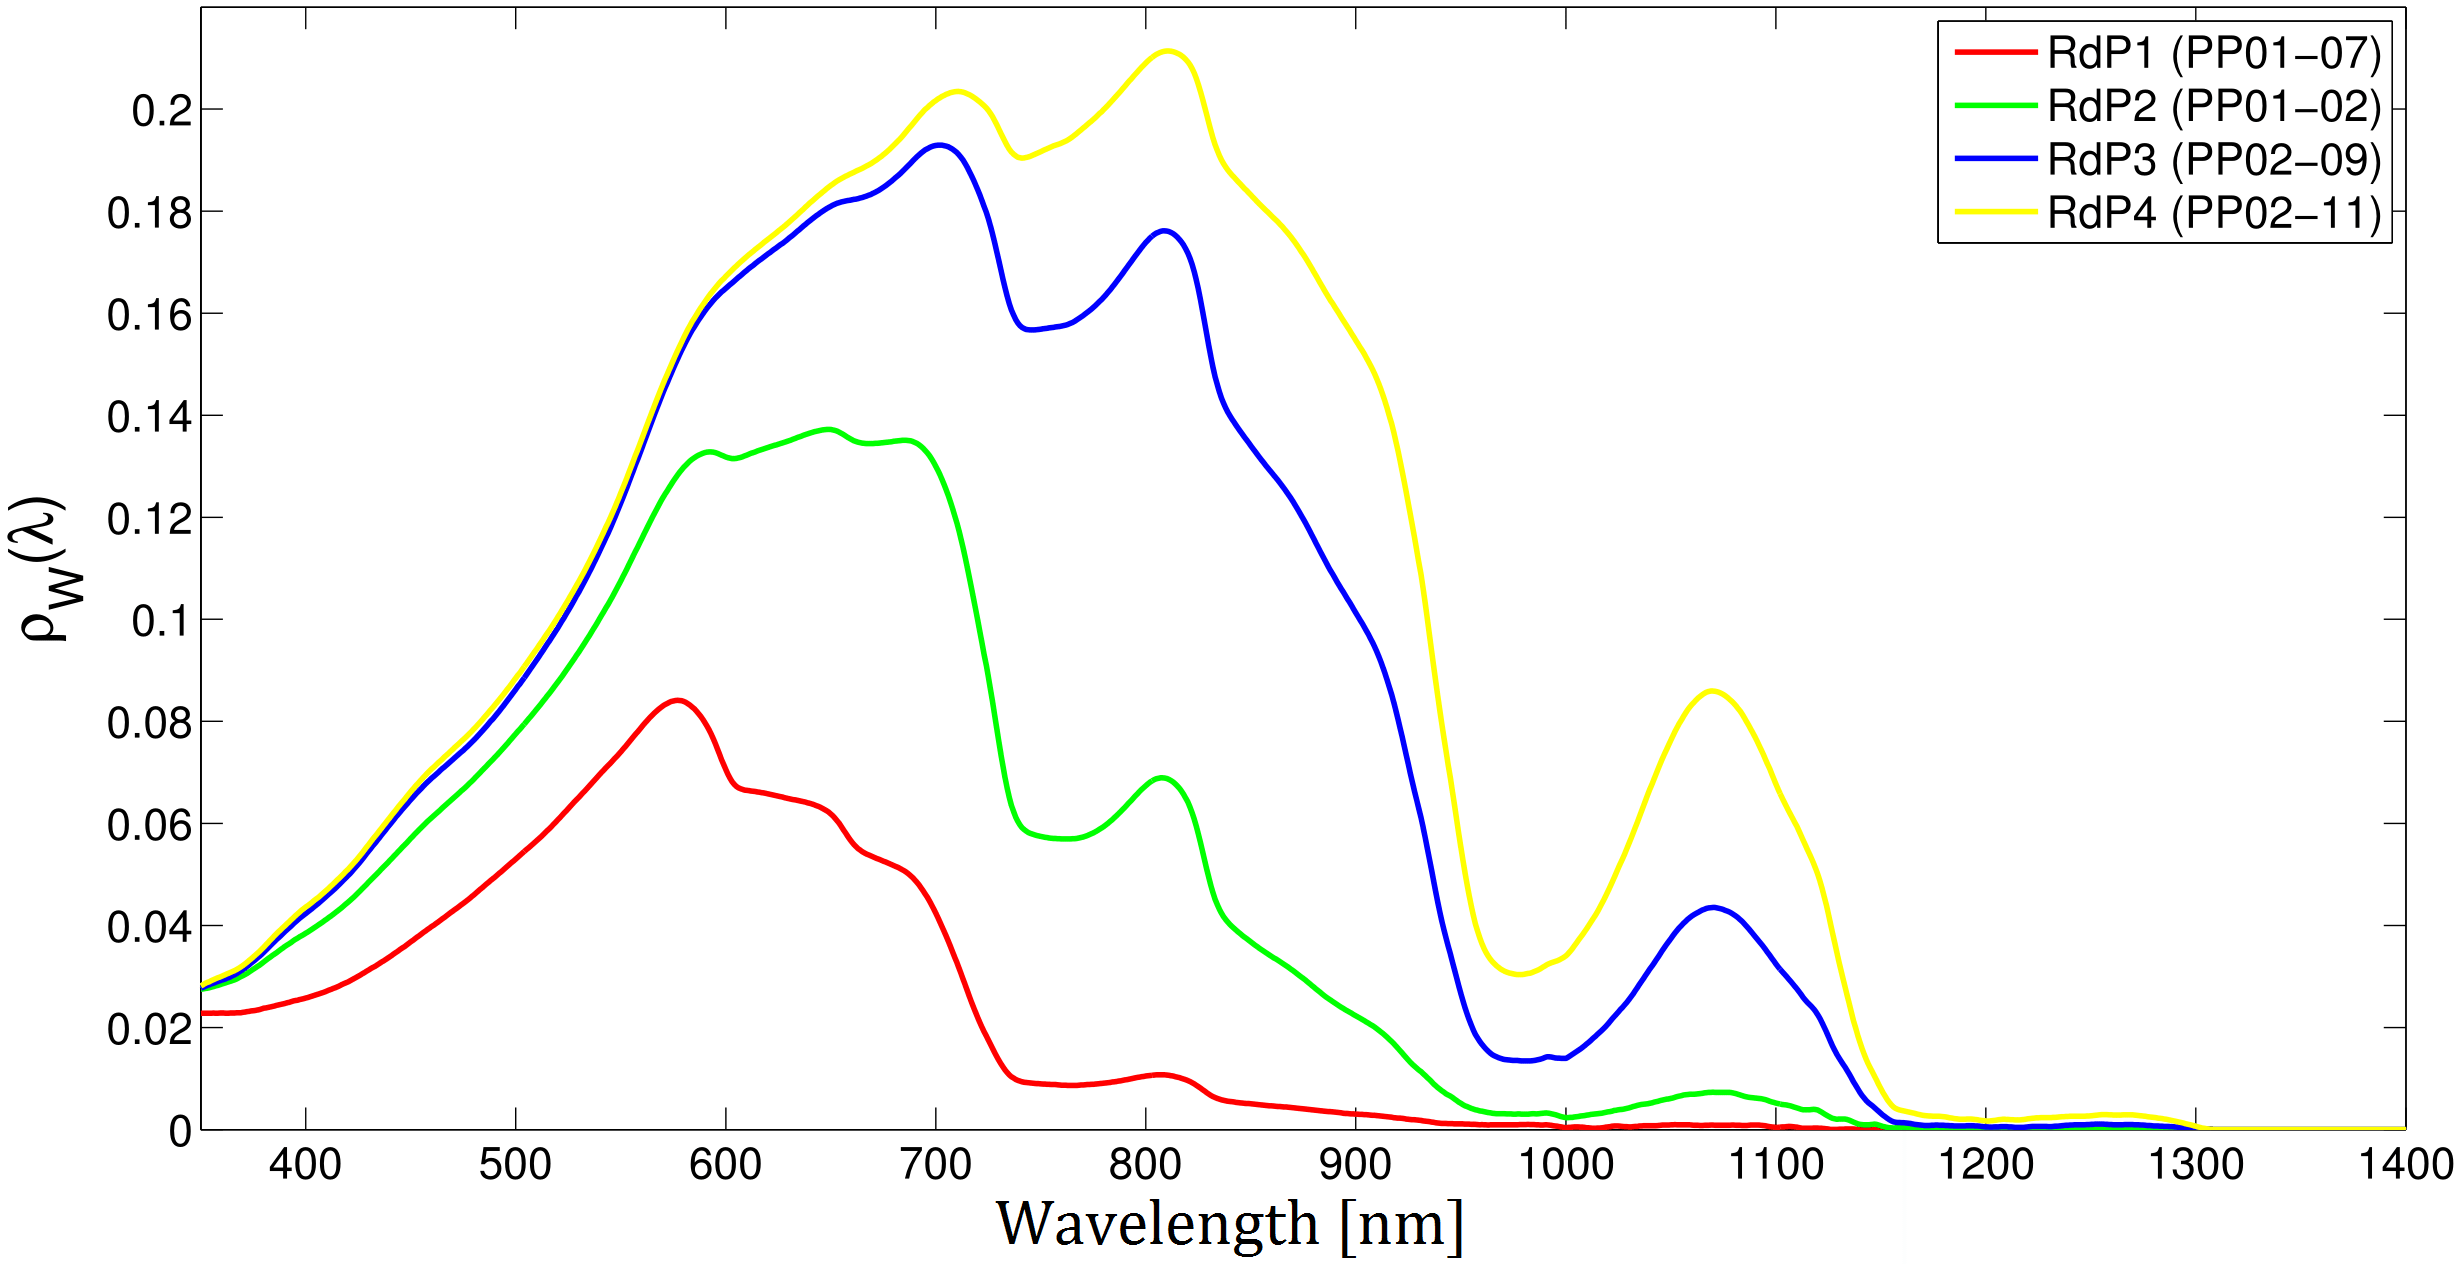 RdP1 (PP01−07)
RdP2 (PP01−02)
RdP3 (PP02−09)
RdP4 (PP02−11)
0.2
0.18
0.16
0.14
0.12
0.1
0.08
0.06
0.04
0.02
0
ρW(λ)
400 500 600 700 800 900 1000 1100 1200 1300 1400
Wavelength [nm]